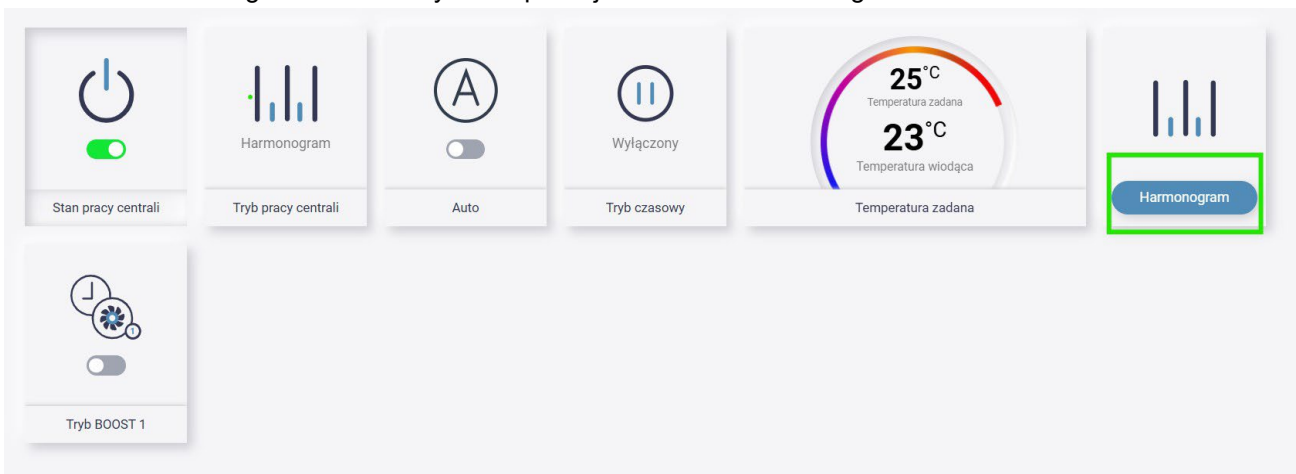 25°C
Temperatura zadana
23°C
Temperatura wiodąca
Harmonogram
Wyłączony
Harmonogram
Stan pracy centrali
Tryb pracy centrali
Auto
Tryb czasowy
Temperatura zadana
Tryb BOOST 1